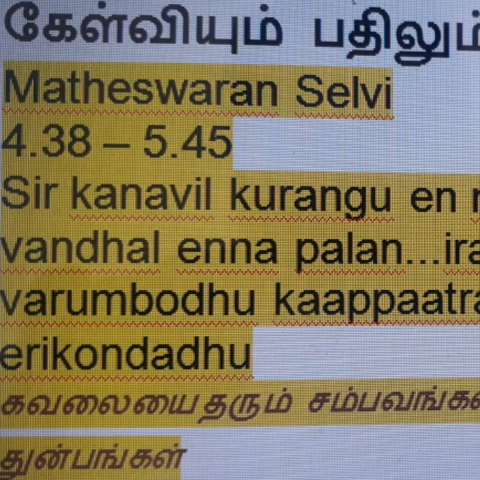 கேள்வியும் பதிலும்
Matheswaran Selvi
4.38 – 5.45
Sir kanavil kurangu en
vandhal enna palan...
varumbodhu
erikondadhu
கவலையை தரும்
துன்பங்கள்